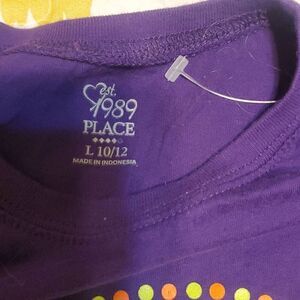 est.
1989
PLACE
L 10/12
MADE IN INDONESIA